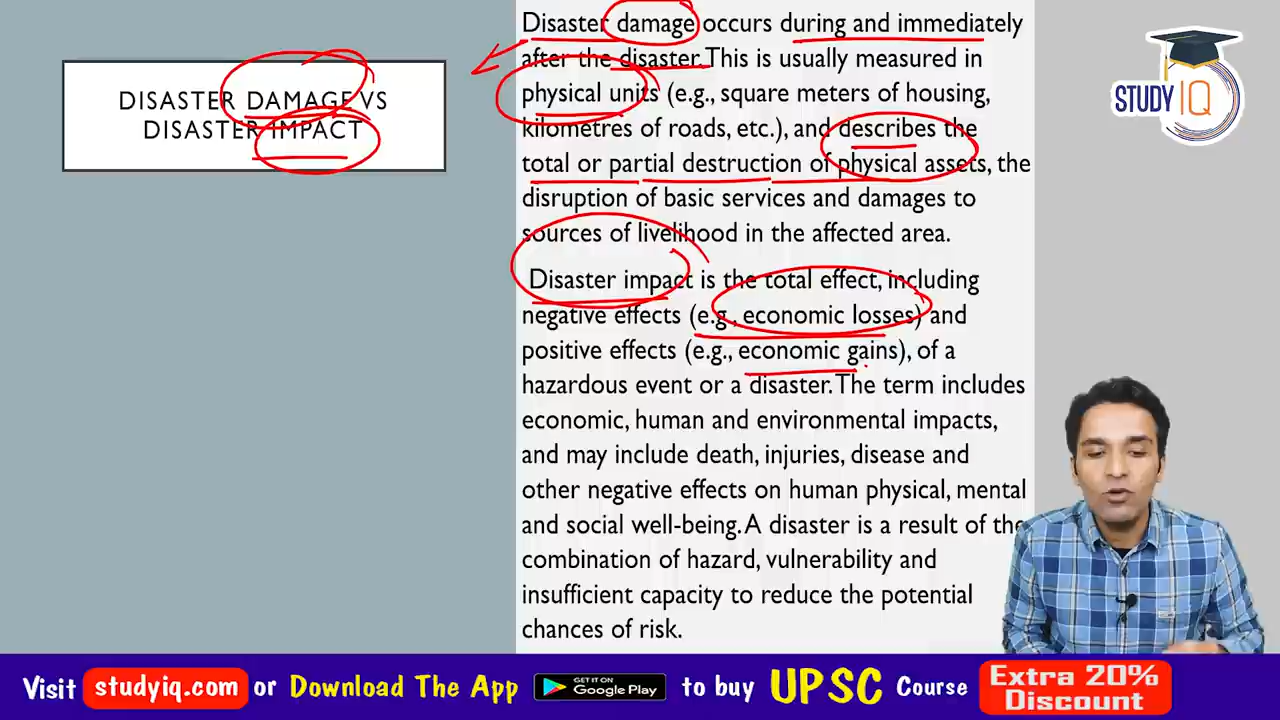 DISASTER DAMAGE VS
DISASTER IMPACT
Disaster damage occurs during and immediately
after the disaster. This is usually measured in
physical units (e.g., square meters of housing,
kilometres of roads, etc.), and describes the
total or partial destruction of physical assets, the
disruption of basic services and damages to
sources of livelihood in the affected area.
Disaster impact is the total effect, including
negative effects (e.g., economic losses) and
positive effects (e.g., economic gains), of a
hazardous event or a disaster. The term includes
economic, human and environmental impacts,
and may include death, injuries, disease and
other negative effects on human physical, mental
and social well-being. A disaster is a result of the
combination of hazard, vulnerability and
insufficient capacity to reduce the potential
chances of risk.
STUDY IQ
Visit studyiq.com or Download The App GET IT ON Google Play to buy UPSC Course Extra 20% Discount